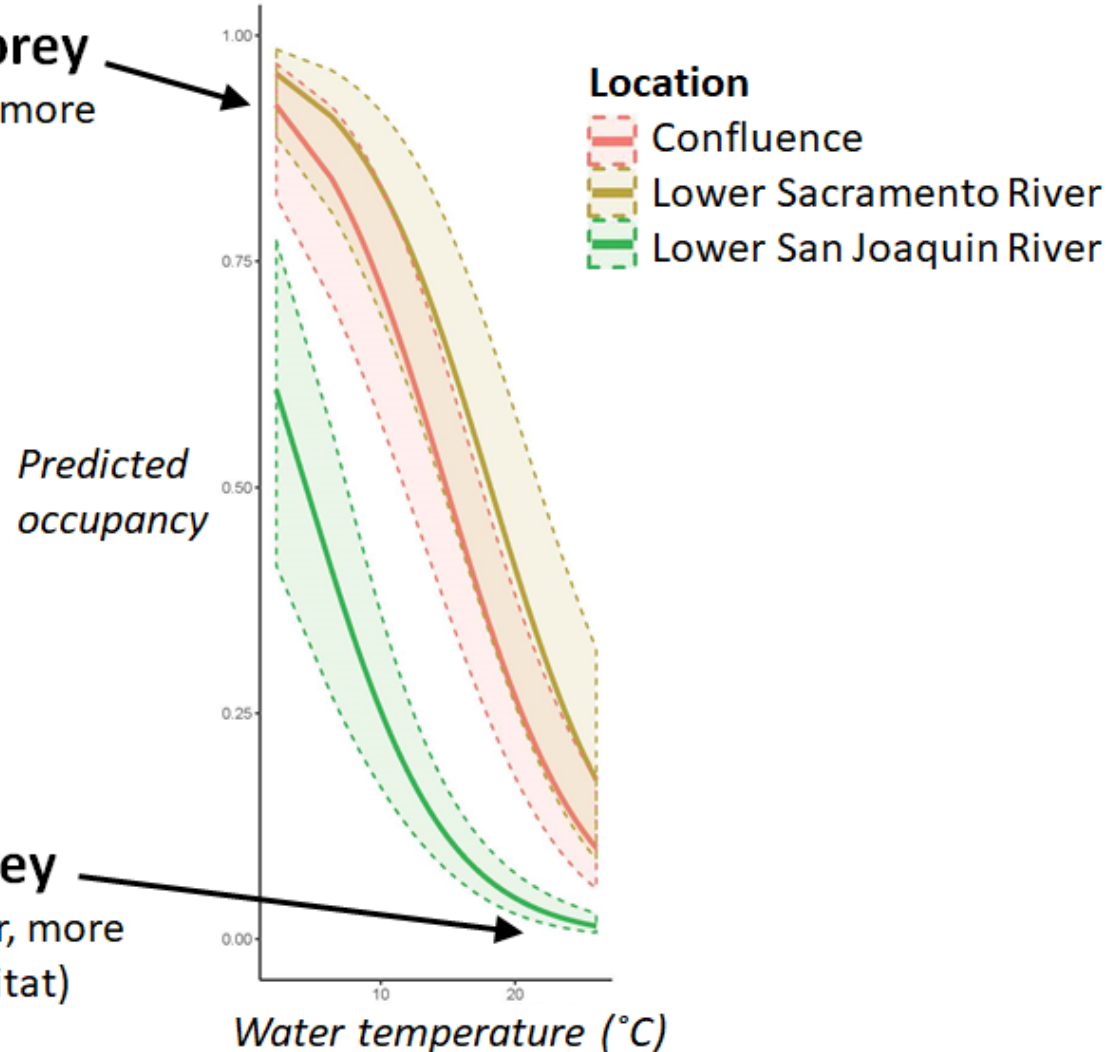 prey
more
1.00
0.75
Predicted
occupancy
0.50
0.25
ey
r, more
itat)
0.00
10
20
Water temperature (˚C)
Location
Confluence
Lower Sacramento River
Lower San Joaquin River